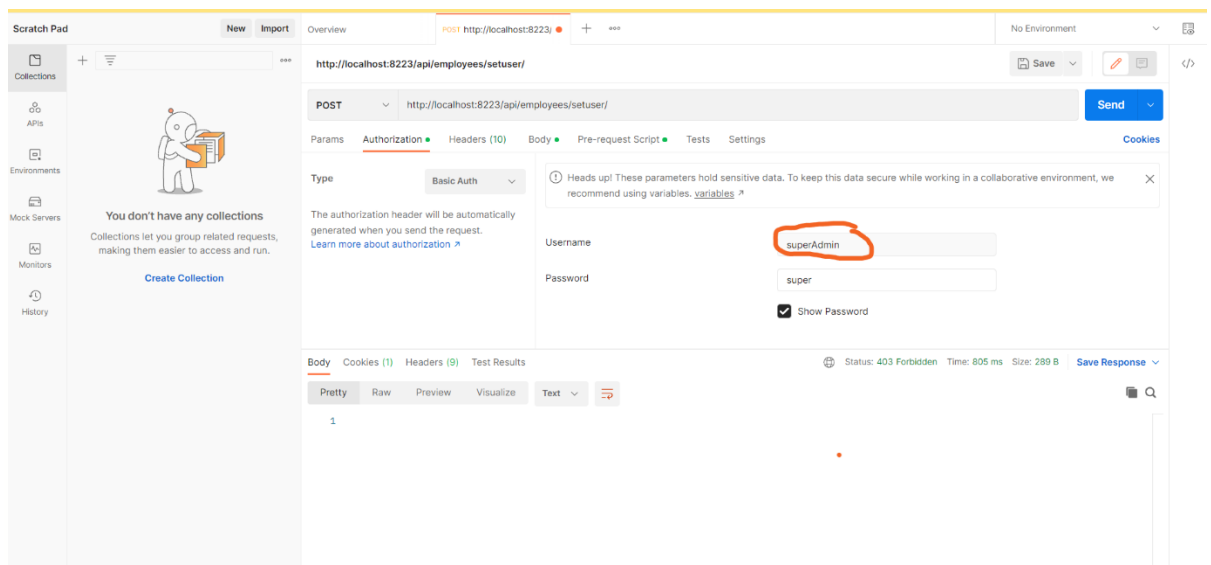 Scratch Pad New Import Overview POST http://localhost:8223/ No Environment
Collections
http://localhost:8223/api/employees/setuser/ Save
APIs
POST http://localhost:8223/api/employees/setuser/ Send
Params Authorization Headers (10) Body Pre-request Script Tests Settings Cookies
Environments
Type Basic Auth
Heads up! These parameters hold sensitive data. To keep this data secure while working in a collaborative environment, we
recommend using variables. variables
Mock Servers
You don't have any collections
The authorization header will be automatically
generated when you send the request.
Learn more about authorization
Collections let you group related requests,
making them easier to access and run.
Create Collection
Monitors
History
Username superAdmin
Password super
Show Password
Body Cookies (1) Headers (9) Test Results Status: 403 Forbidden Time: 805 ms Size: 289 B Save Response
Pretty Raw Preview Visualize Text
1